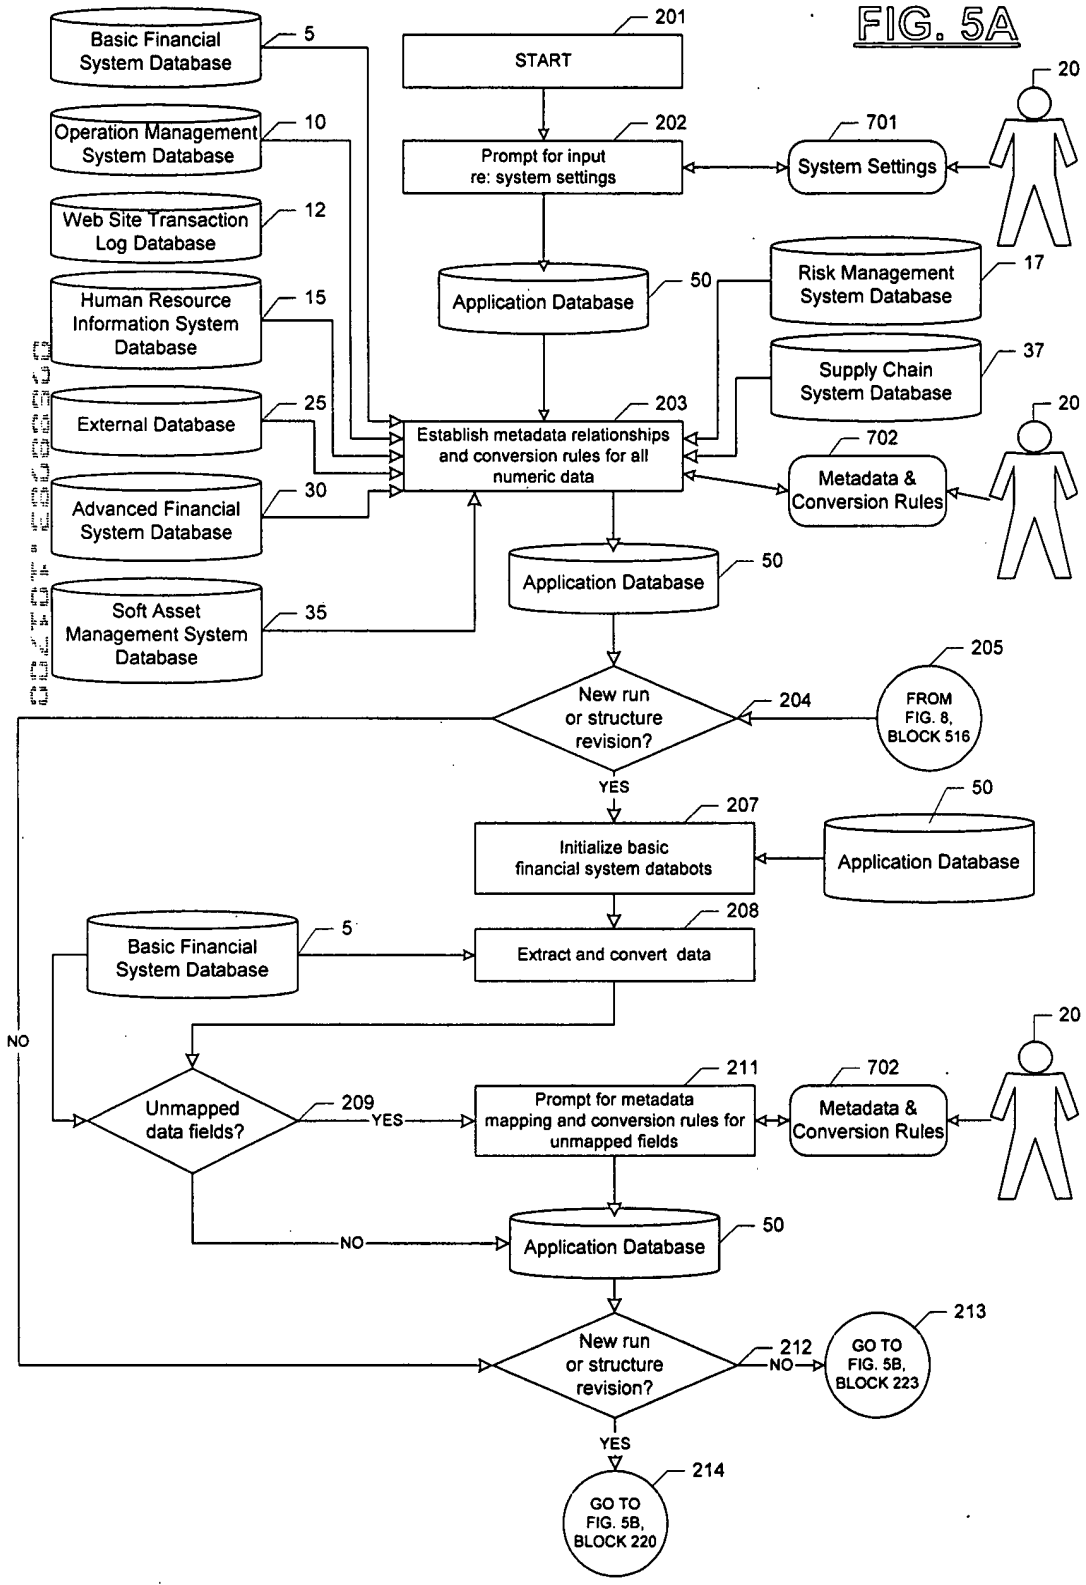 FIG. 5A
201
START
5
Basic Financial
System Database
20
10
Operation Management
System Database
202
Prompt for input
re: system settings
701
System Settings
12
Web Site Transaction
Log Database
50
Application Database
17
Risk Management
System Database
15
Human Resource
Information System
Database
37
Supply Chain
System Database
25
External Database
203
Establish metadata relationships
and conversion rules for all
numeric data
702
Metadata &
Conversion Rules
20
30
Advanced Financial
System Database
50
Application Database
35
Soft Asset
Management System
Database
205
FROM
FIG. 8,
BLOCK 516
204
New run
or structure
revision?
YES
207
Initialize basic
financial system databots
50
Application Database
208
Extract and convert data
5
Basic Financial
System Database
NO
20
209
Unmapped
data fields?
YES
211
Prompt for metadata
mapping and conversion rules for
unmapped fields
702
Metadata &
Conversion Rules
NO
50
Application Database
212
New run
or structure
revision?
NO
213
GO TO
FIG. 5B,
BLOCK 223
YES
214
GO TO
FIG. 5B,
BLOCK 220